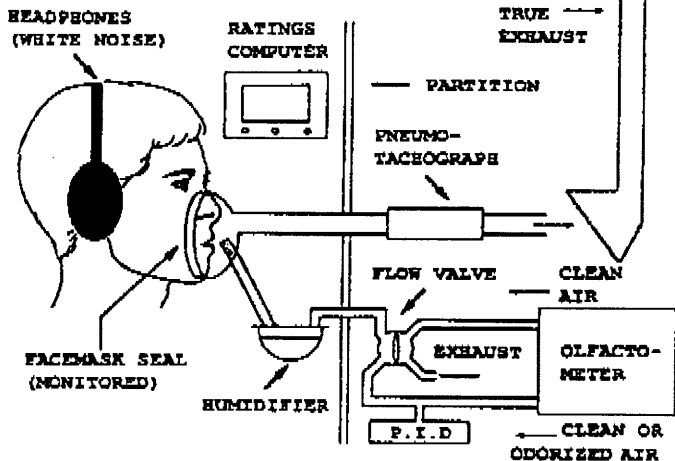 HEADPHONES
(WHITE NOISE)
RATINGS
COMPUTER
TRUE
EXHAUST
PARTITION
PNEUMO-
TACHOGRAPH
FLOW VALVE
CLEAN
AIR
FACEMASK SEAL
(MONITORED)
HUMIDIFIER
EXHAUST
OLFACTO-
METER
P.I.D
CLEAN OR
ODORIZED AIR